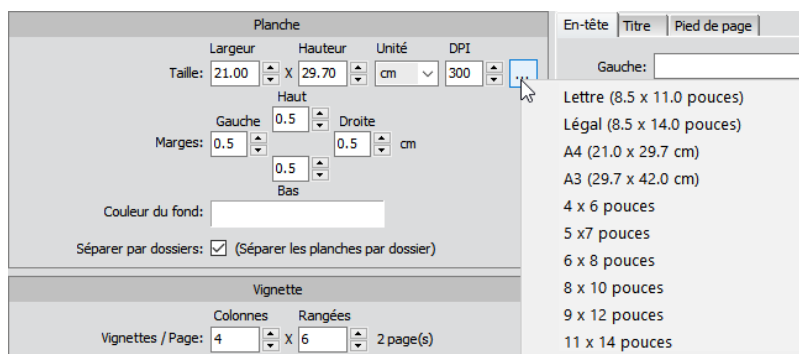 Planche
Largeur Hauteur Unité DPI
Taille: 21.00 X 29.70 cm 300 ...
Haut
Gauche 0.5 Droite
Marges: 0.5 0.5 cm
0.5
Bas
Couleur du fond:
Séparer par dossiers: (Séparer les planches par dossier)
Vignette
Colonnes Rangées
Vignettes / Page: 4 X 6 2 page(s)
En-tête Titre Pied de page
Gauche:
Lettre (8.5 x 11.0 pouces)
Légal (8.5 x 14.0 pouces)
A4 (21.0 x 29.7 cm)
A3 (29.7 x 42.0 cm)
4 x 6 pouces
5 x7 pouces
6 x 8 pouces
8 x 10 pouces
9 x 12 pouces
11 x 14 pouces